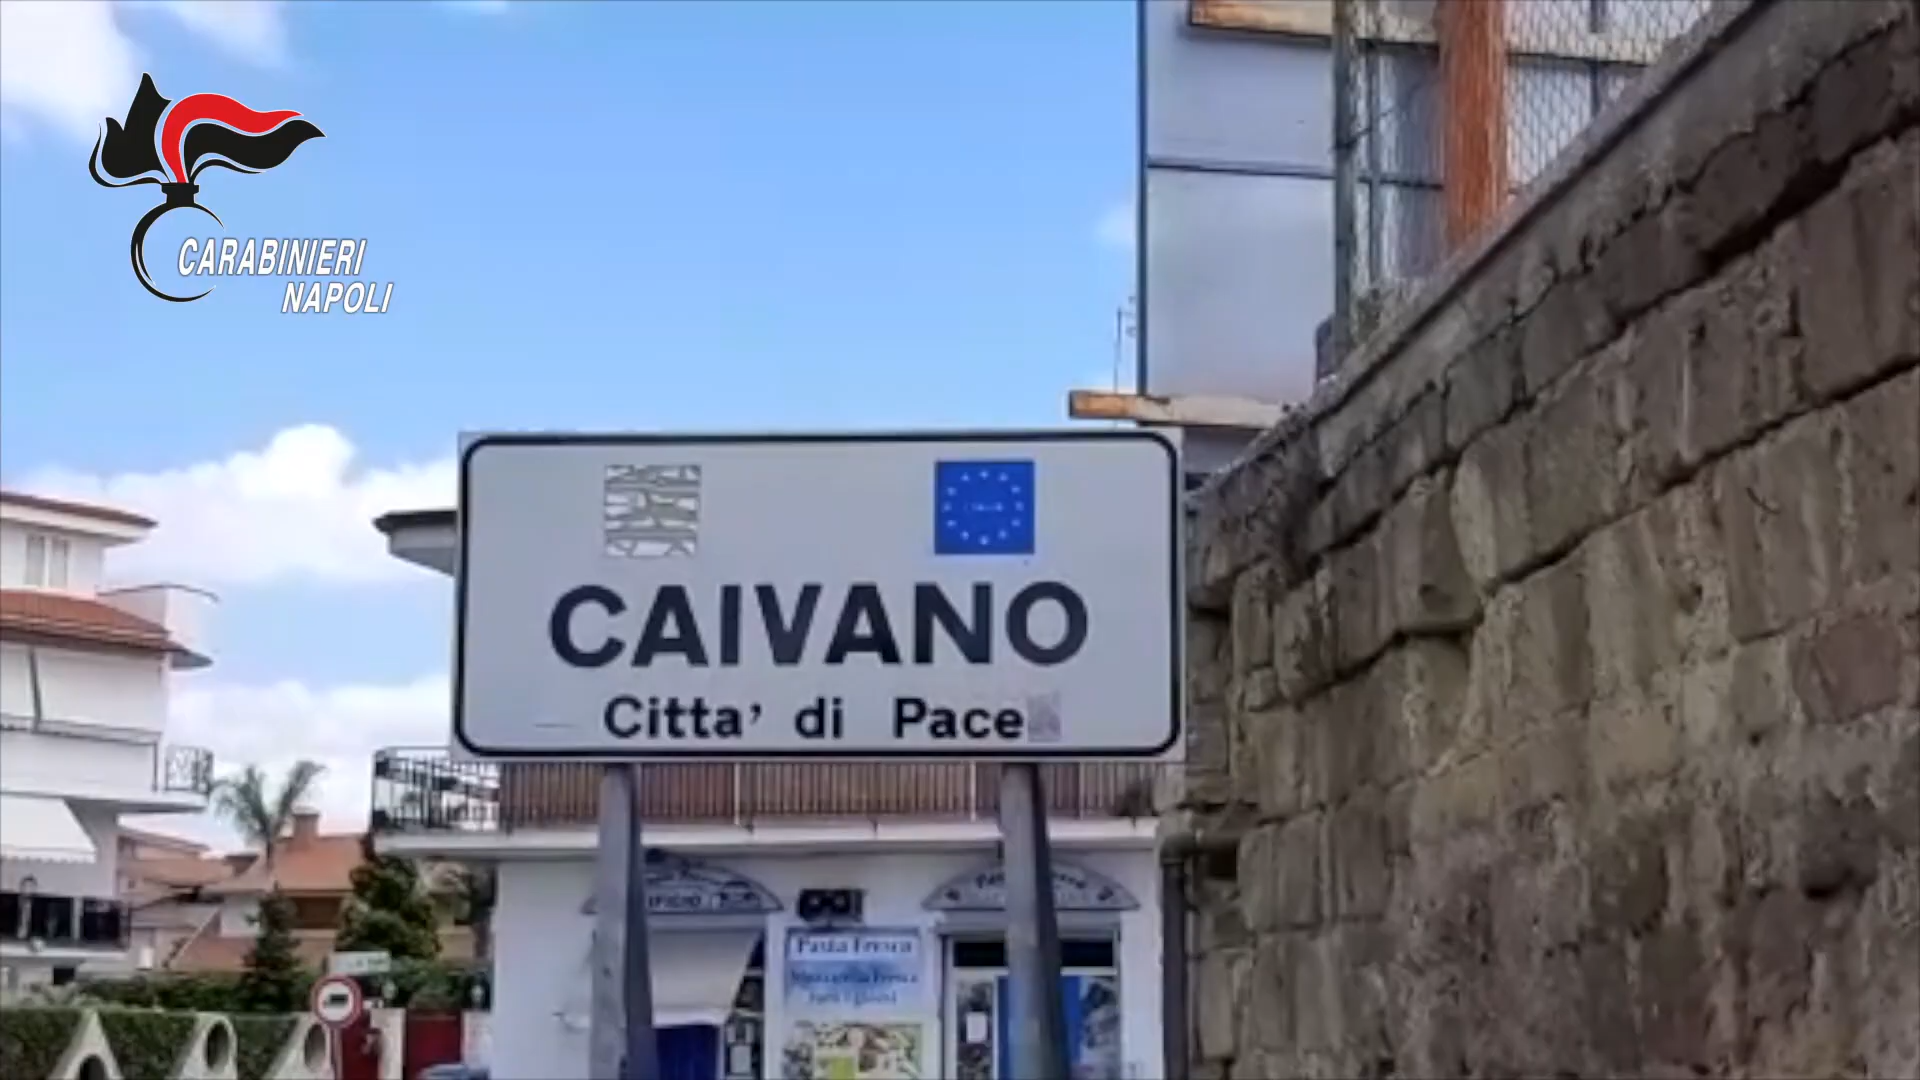 CARABINIERI
NAPOLI
CAIVANO
Citta' di Pace
Pasta Fresca